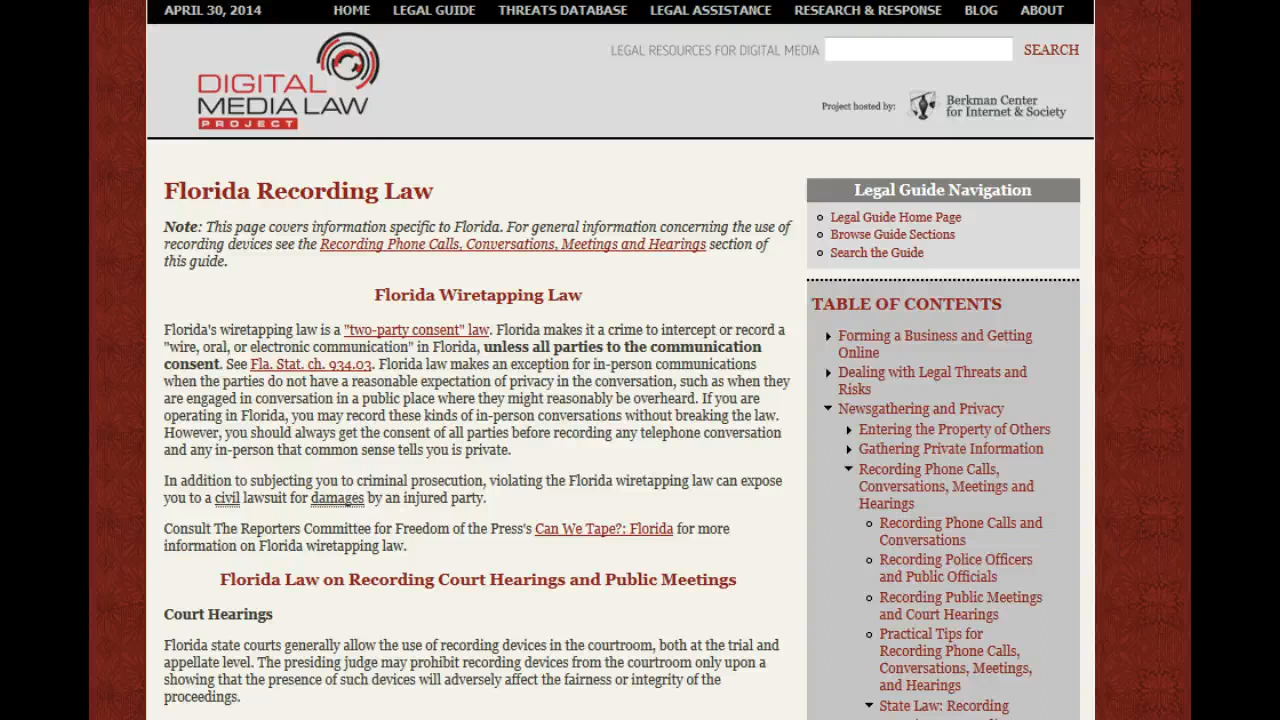 APRIL 30, 2014 HOME LEGAL GUIDE THREATS DATABASE LEGAL ASSISTANCE RESEARCH & RESPONSE BLOG ABOUT
LEGAL RESOURCES FOR DIGITAL MEDIA SEARCH
DIGITAL
MEDIA LAW
PROJECT
Project hosted by: Berkman Center
for Internet & Society
Florida Recording Law
Note: This page covers information specific to Florida. For general information concerning the use of
recording devices see the Recording Phone Calls, Conversations, Meetings and Hearings section of
this guide.
Florida Wiretapping Law
Florida's wiretapping law is a "two-party consent" law. Florida makes it a crime to intercept or record a
"wire, oral, or electronic communication" in Florida, unless all parties to the communication
consent. See Fla. Stat. ch. 934.03. Florida law makes an exception for in-person communications
when the parties do not have a reasonable expectation of privacy in the conversation, such as when they
are engaged in conversation in a public place where they might reasonably be overheard. If you are
operating in Florida, you may record these kinds of in-person conversations without breaking the law.
However, you should always get the consent of all parties before recording any telephone conversation
and any in-person that common sense tells you is private.
In addition to subjecting you to criminal prosecution, violating the Florida wiretapping law can expose
you to a civil lawsuit for damages by an injured party.
Consult The Reporters Committee for Freedom of the Press's Can We Tape?: Florida for more
information on Florida wiretapping law.
Florida Law on Recording Court Hearings and Public Meetings
Court Hearings
Florida state courts generally allow the use of recording devices in the courtroom, both at the trial and
appellate level. The presiding judge may prohibit recording devices from the courtroom only upon a
showing that the presence of such devices will adversely affect the fairness or integrity of the
proceedings.
Legal Guide Navigation
Legal Guide Home Page
Browse Guide Sections
Search the Guide
TABLE OF CONTENTS
Forming a Business and Getting
Online
Dealing with Legal Threats and
Risks
Newsgathering and Privacy
Entering the Property of Others
Gathering Private Information
Recording Phone Calls,
Conversations, Meetings and
Hearings
Recording Phone Calls and
Conversations
Recording Police Officers
and Public Officials
Recording Public Meetings
and Court Hearings
Practical Tips for
Recording Phone Calls,
Conversations, Meetings,
and Hearings
State Law: Recording